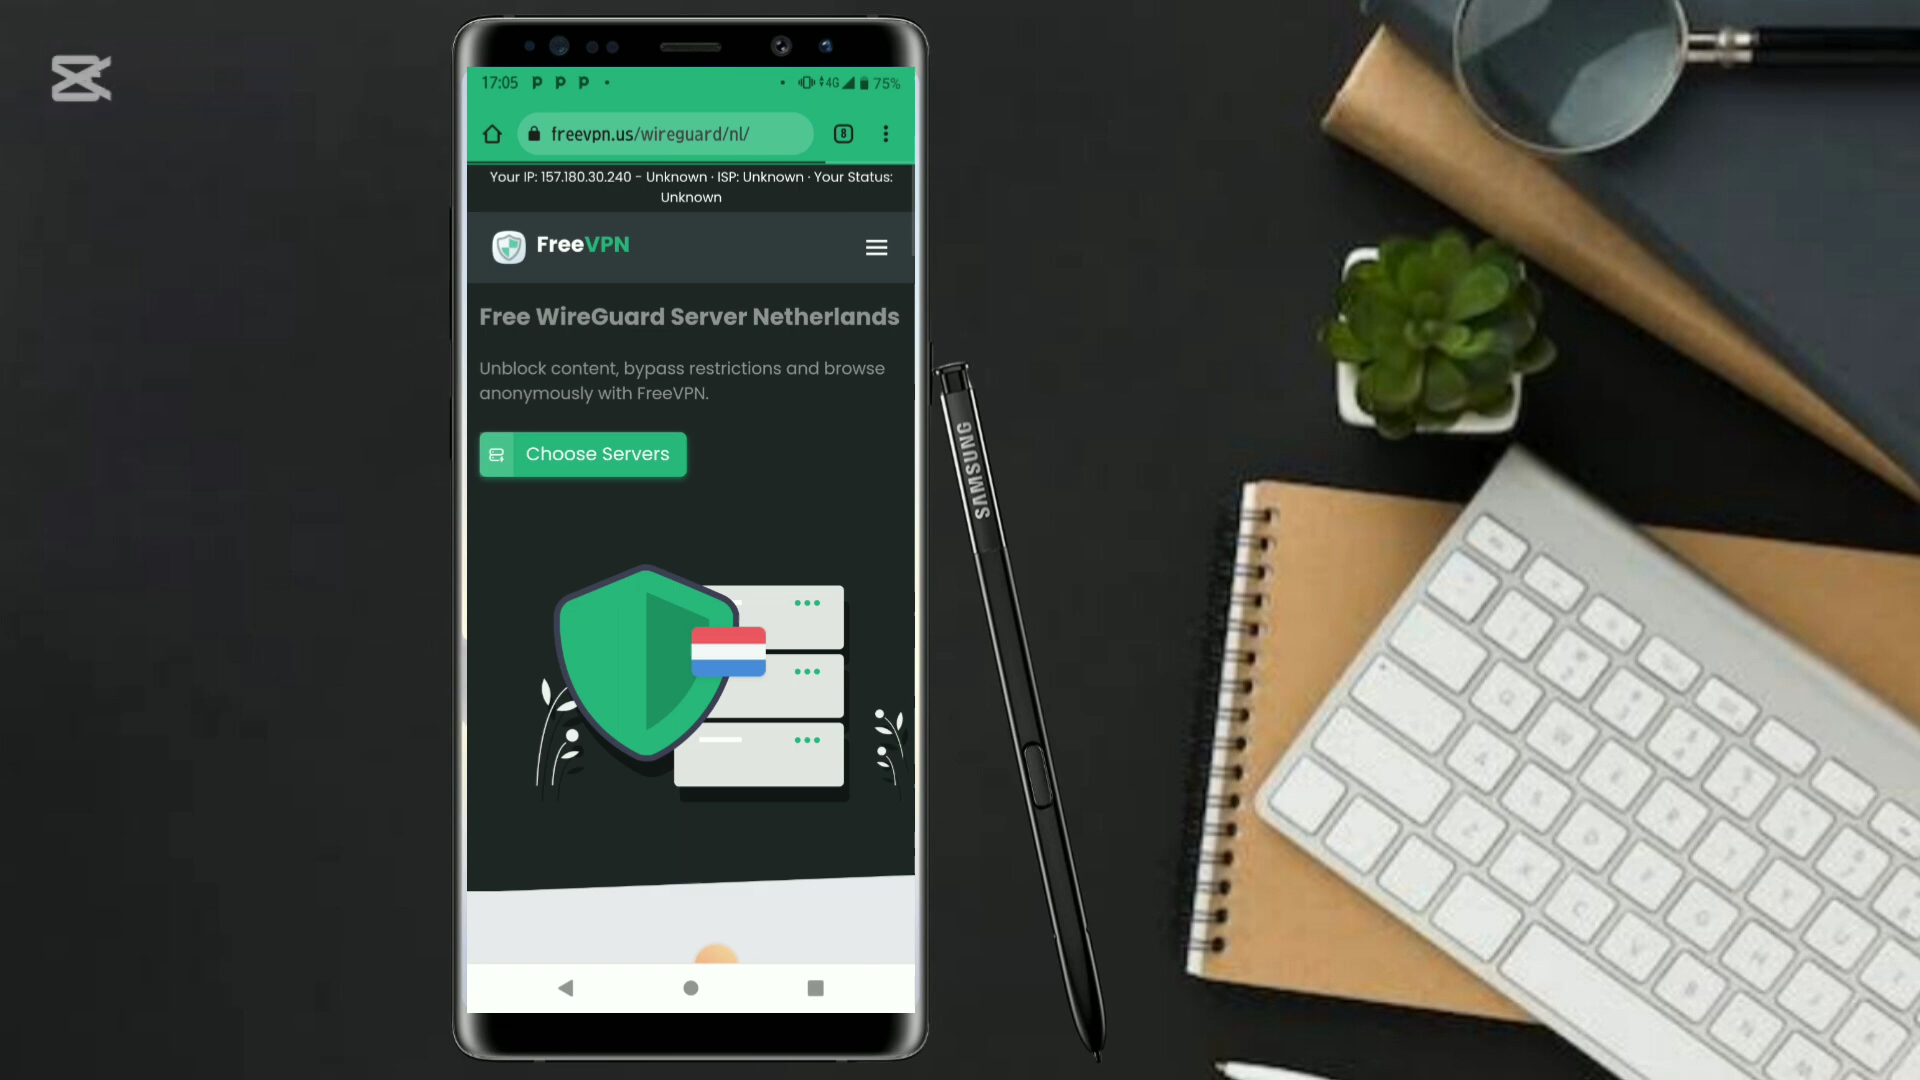 17:05 P P P • • 4G 75%
freevpn.us/wireguard/nl/
8
Your IP: 157.180.30.240 - Unknown · ISP: Unknown · Your Status:
Unknown
FreeVPN
Free WireGuard Server Netherlands
Unblock content, bypass restrictions and browse
anonymously with FreeVPN.
Choose Servers
SAMSUNG